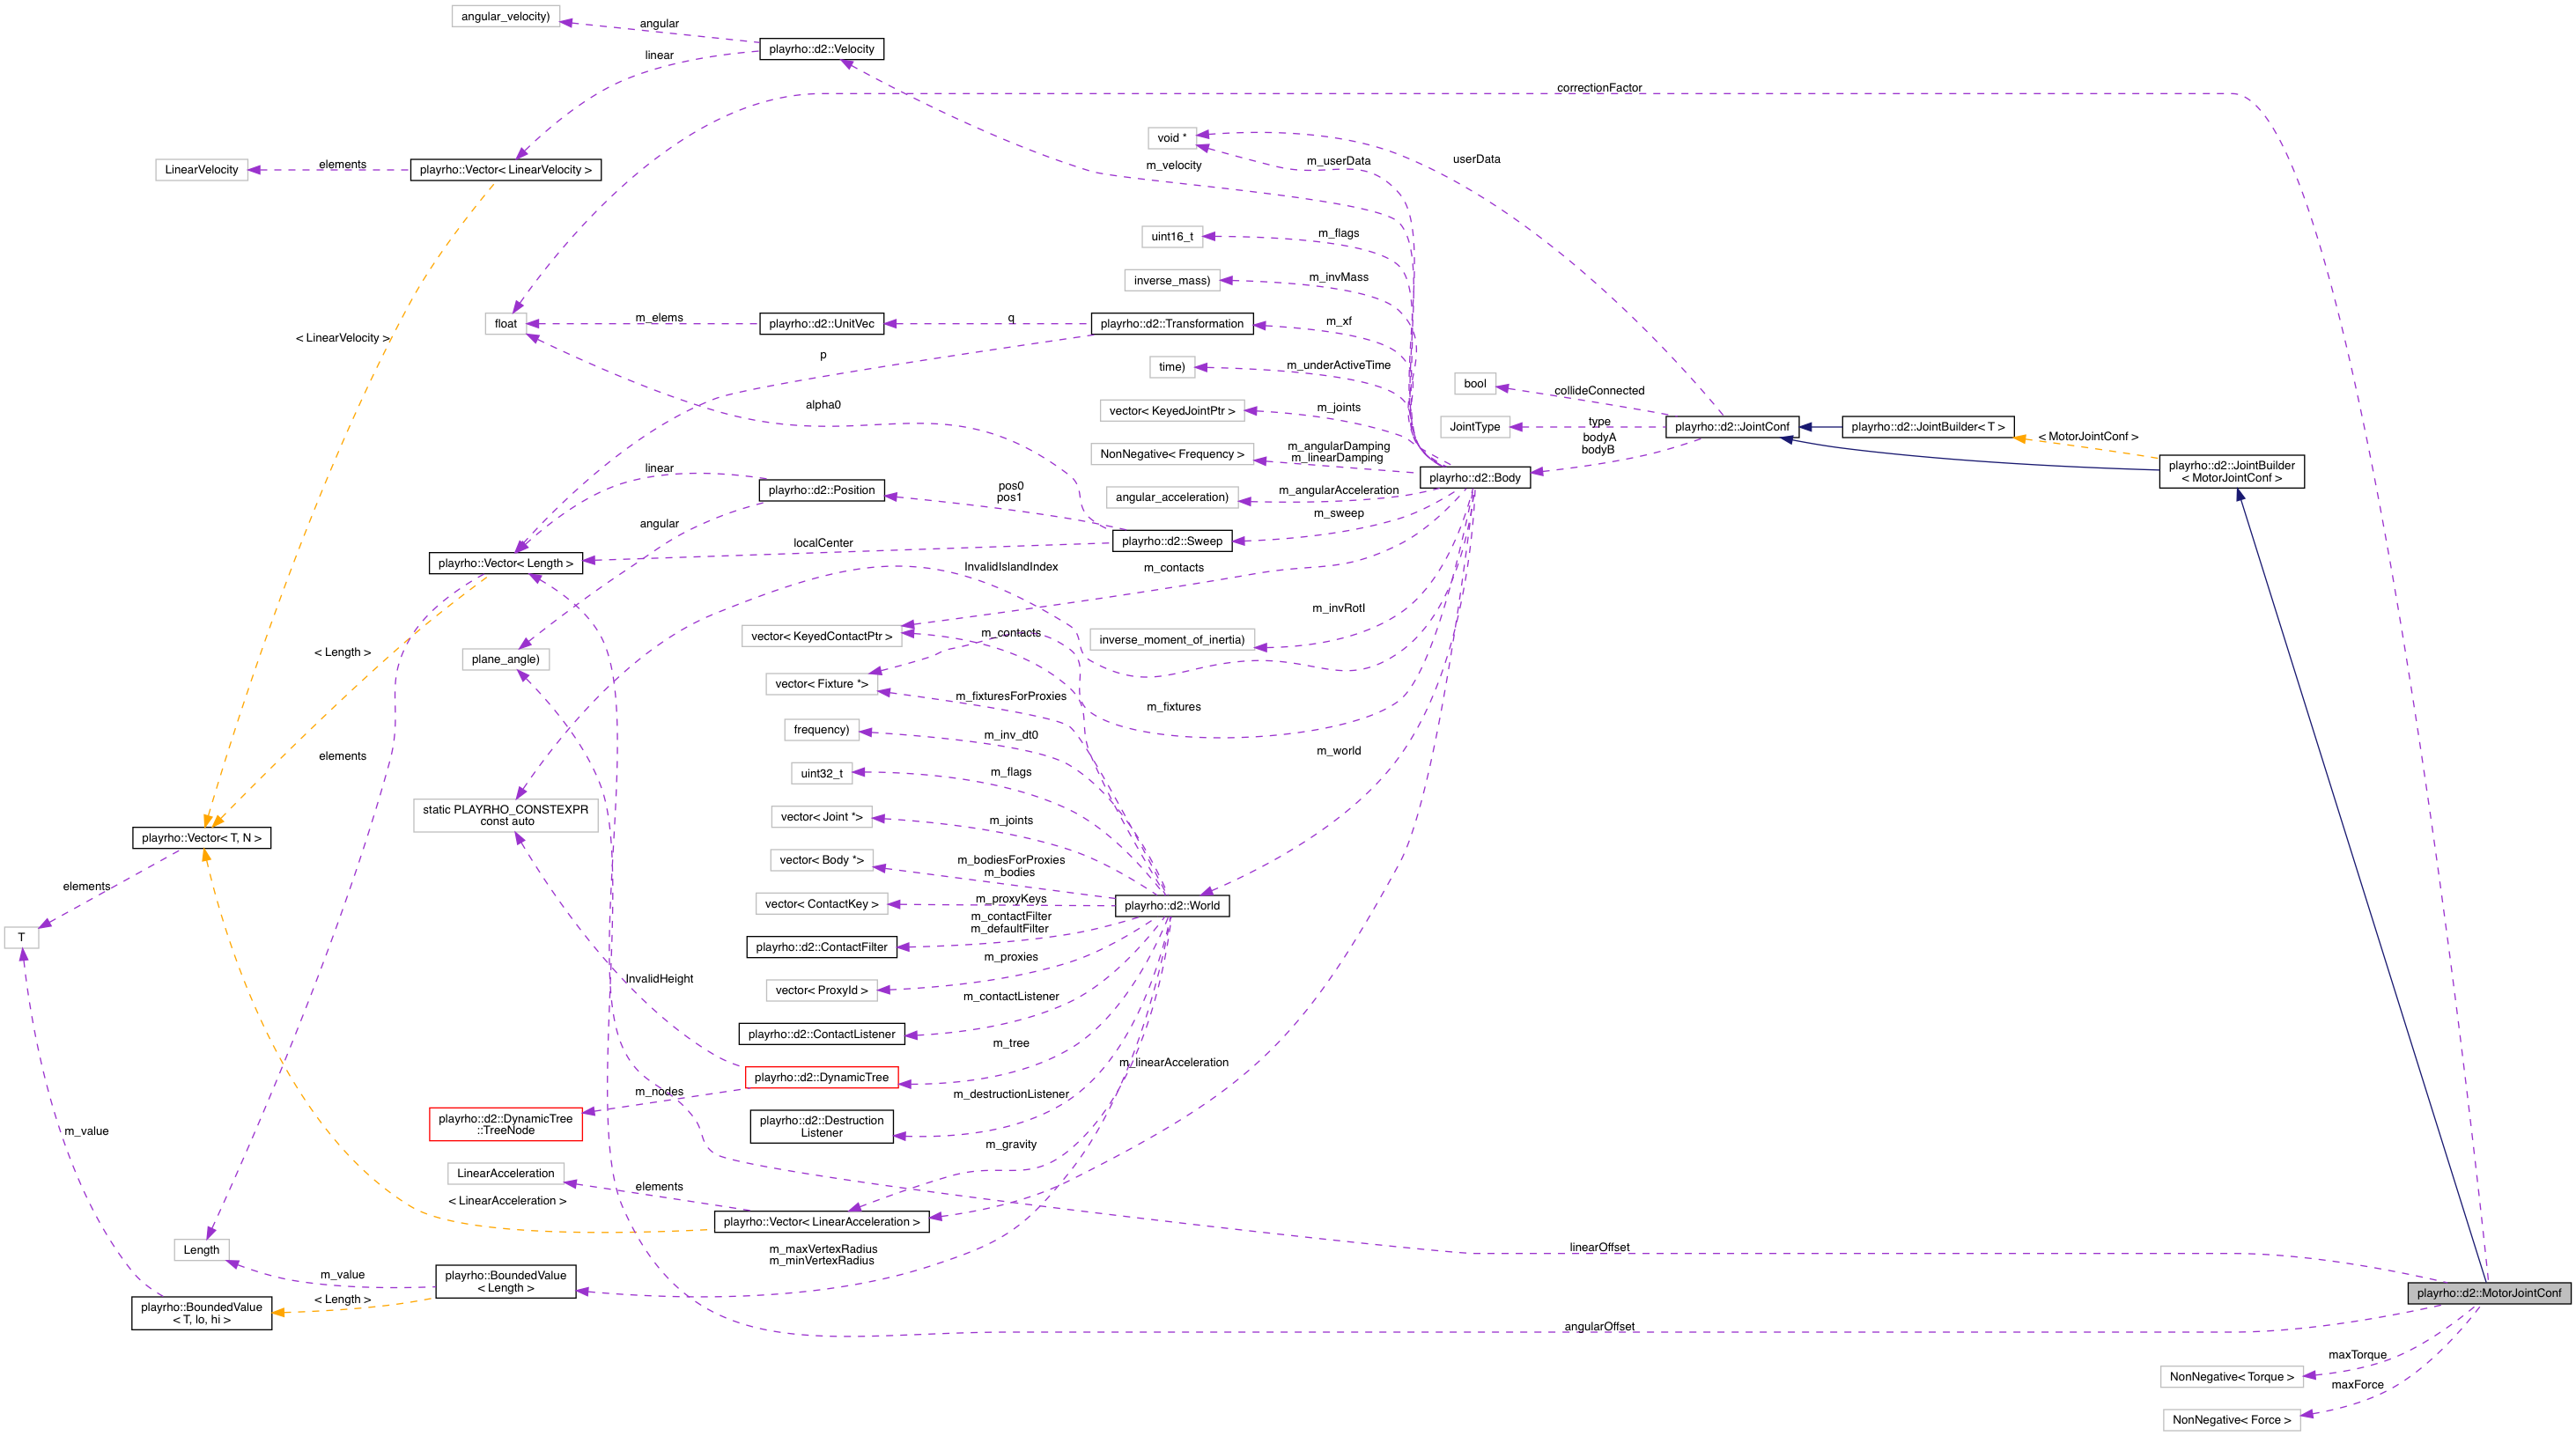 angular_velocity)
angular
playrho::d2::Velocity
linear
correctionFactor
void *
userData
m_userData
m_velocity
elements
LinearVelocity
playrho::Vector< LinearVelocity >
uint16_t
m_flags
inverse_mass)
m_invMass
float
m_elems
playrho::d2::UnitVec
q
playrho::d2::Transformation
m_xf
< LinearVelocity >
p
time)
m_underActiveTime
bool
collideConnected
alpha0
vector< KeyedJointPtr >
m_joints
JointType
type
playrho::d2::JointConf
playrho::d2::JointBuilder< T >
< MotorJointConf >
bodyA
bodyB
NonNegative< Frequency >
m_angularDamping
m_linearDamping
playrho::d2::JointBuilder
< MotorJointConf >
linear
playrho::d2::Position
pos0
pos1
angular_acceleration)
m_angularAcceleration
playrho::d2::Body
angular
m_sweep
localCenter
playrho::d2::Sweep
playrho::Vector< Length >
InvalidIslandIndex
m_contacts
m_invRotI
vector< KeyedContactPtr >
m_contacts
inverse_moment_of_inertia)
< Length >
plane_angle)
vector< Fixture *>
m_fixturesForProxies
m_fixtures
frequency)
m_inv_dt0
m_world
elements
uint32_t
m_flags
static PLAYRHO_CONSTEXPR
const auto
vector< Joint *>
m_joints
playrho::Vector< T, N >
vector< Body *>
m_bodiesForProxies
m_bodies
elements
vector< ContactKey >
m_proxyKeys
playrho::d2::World
T
playrho::d2::ContactFilter
m_contactFilter
m_defaultFilter
InvalidHeight
vector< ProxyId >
m_proxies
m_contactListener
playrho::d2::ContactListener
m_tree
m_linearAcceleration
playrho::d2::DynamicTree
m_nodes
m_destructionListener
playrho::d2::DynamicTree
::TreeNode
playrho::d2::Destruction
Listener
m_value
m_gravity
LinearAcceleration
elements
< LinearAcceleration >
playrho::Vector< LinearAcceleration >
Length
m_maxVertexRadius
m_minVertexRadius
linearOffset
m_value
playrho::BoundedValue
< Length >
< Length >
playrho::BoundedValue
< T, lo, hi >
playrho::d2::MotorJointConf
angularOffset
maxTorque
NonNegative< Torque >
maxForce
NonNegative< Force >